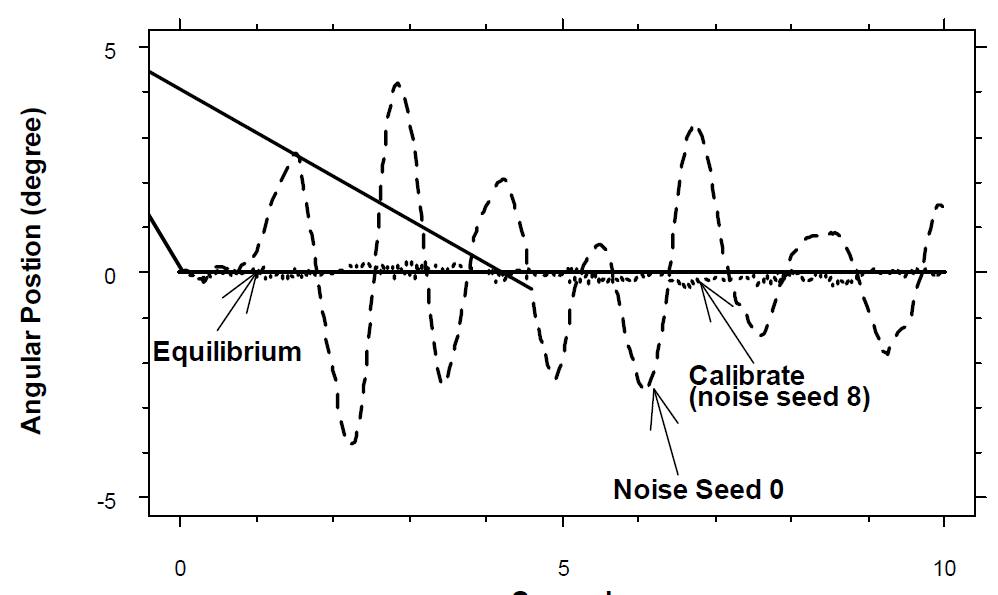 5
Angular Postion (degree)
0
Equilibrium
Calibrate
(noise seed 8)
Noise Seed 0
-5
0
5
10